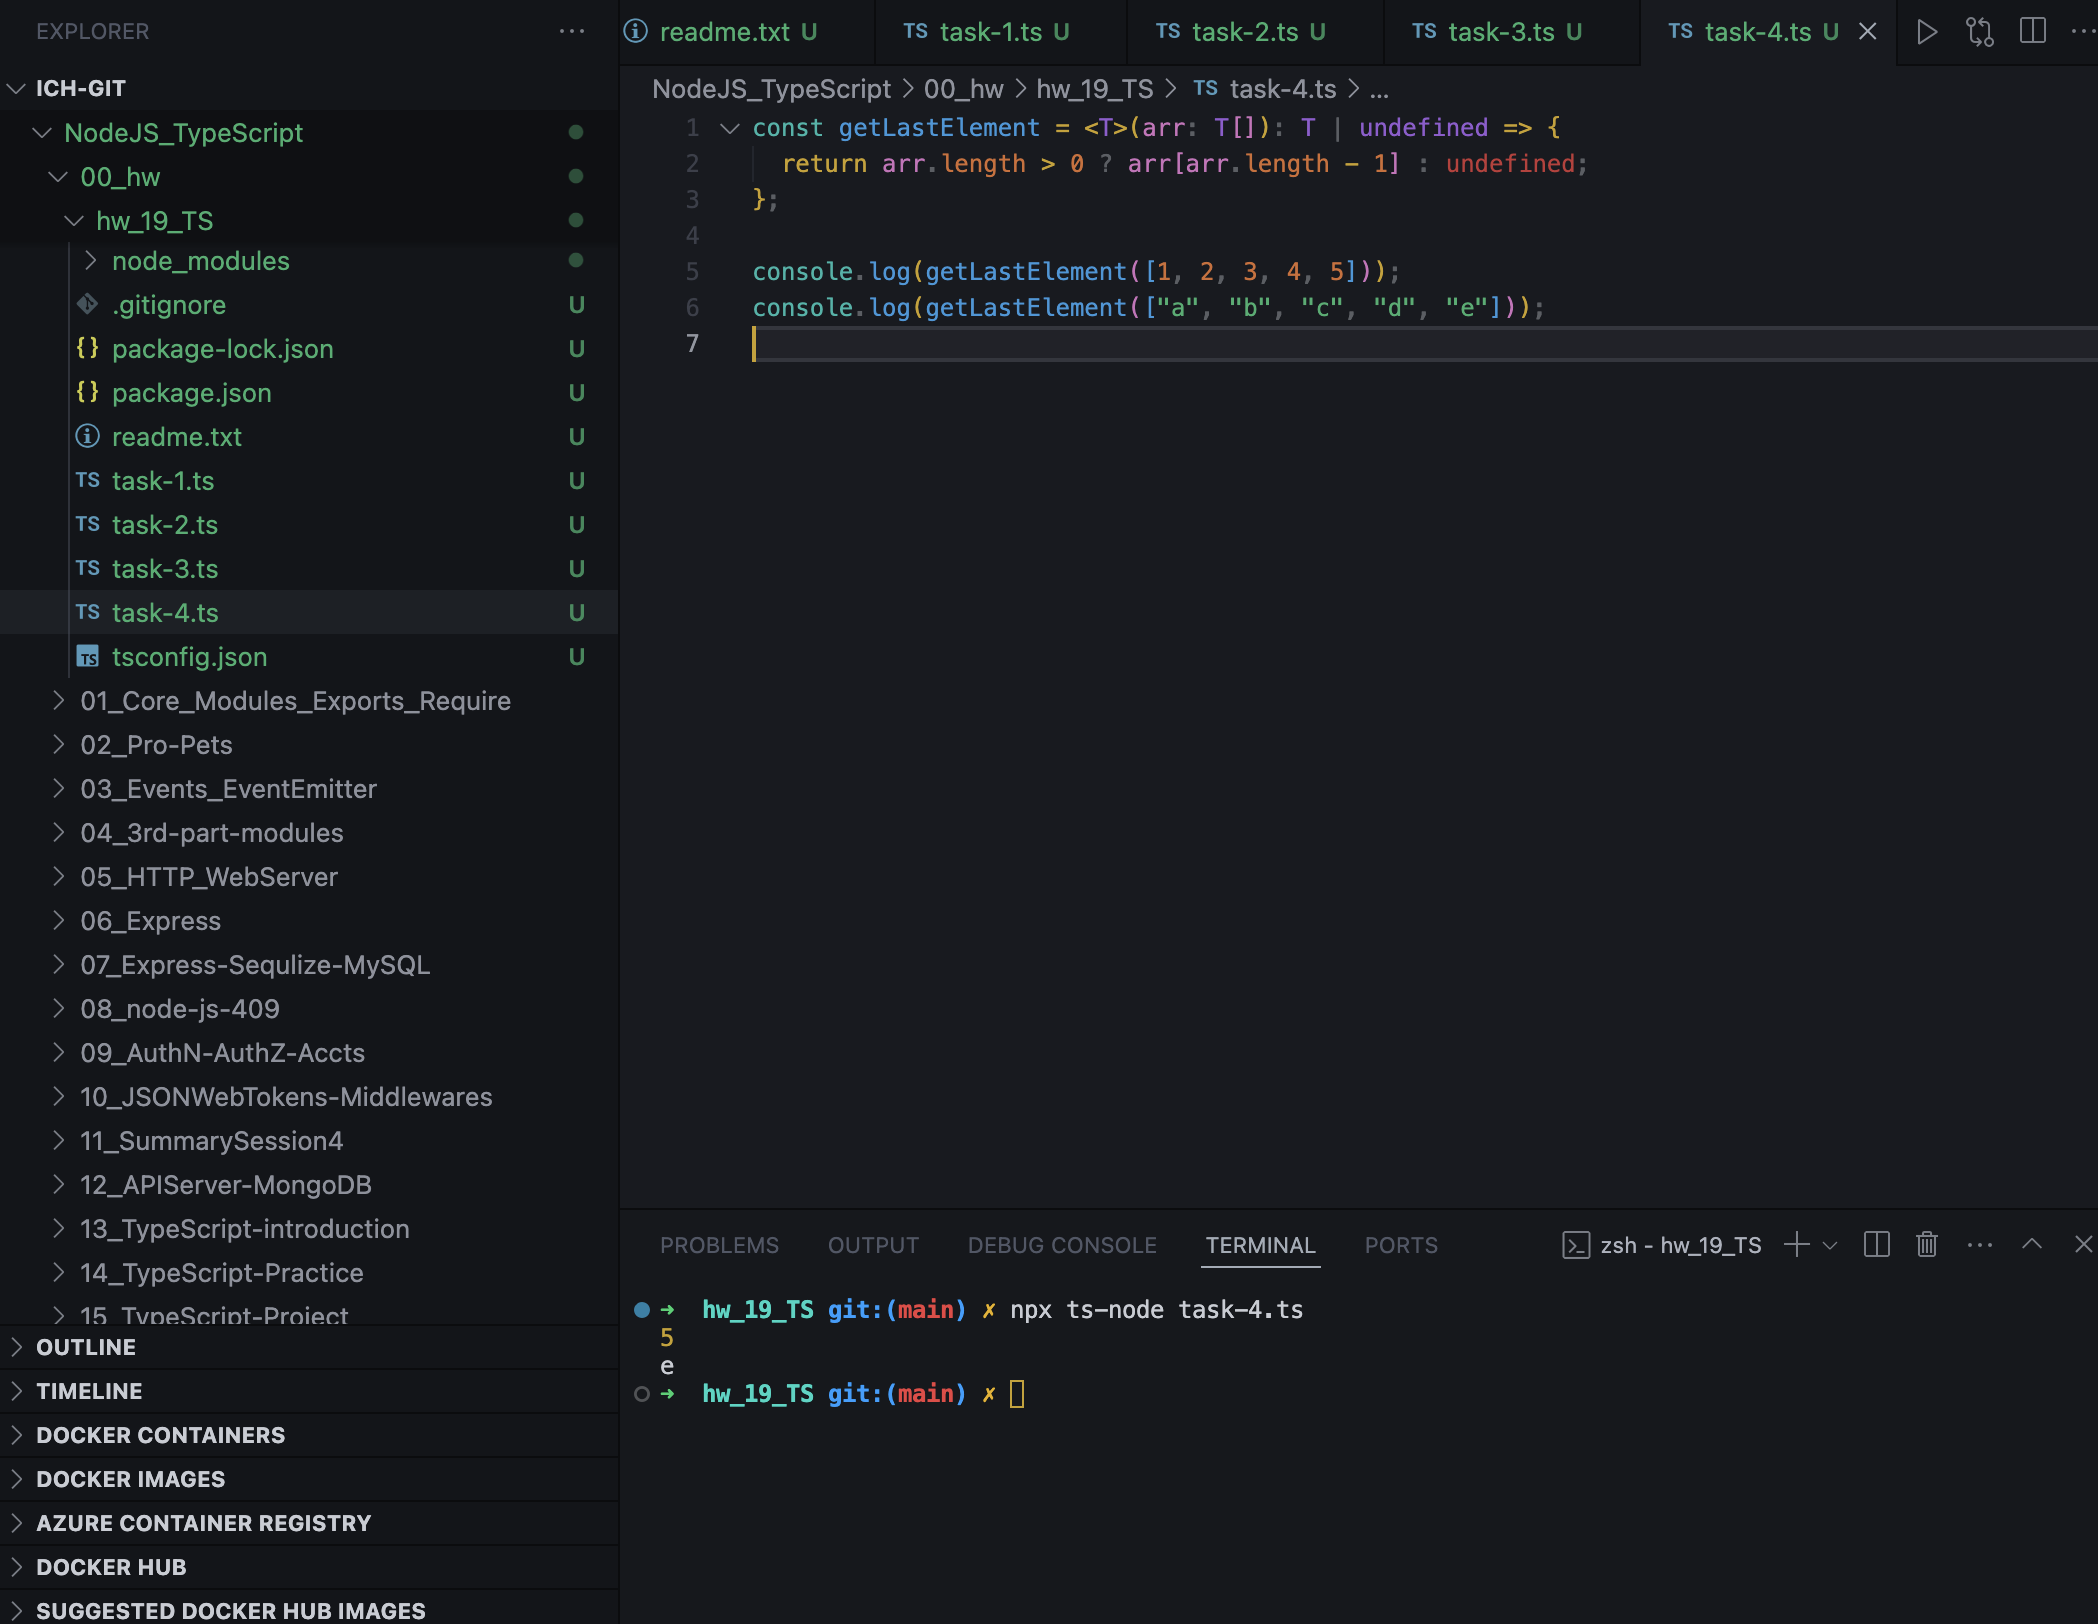 EXPLORER
ICH-GIT
NodeJS_TypeScript
00_hw
hw_19_TS
node_modules
.gitignore U
{} package-lock.json U
{} package.json U
readme.txt U
TS task-1.ts U
TS task-2.ts U
TS task-3.ts U
TS task-4.ts U
TS tsconfig.json U
01_Core_Modules_Exports_Require
02_Pro-Pets
03_Events_EventEmitter
04_3rd-part-modules
05_HTTP_WebServer
06_Express
07_Express-Sequlize-MySQL
08_node-js-409
09_AuthN-AuthZ-Accts
10_JSONWebTokens-Middlewares
11_SummarySession4
12_APIServer-MongoDB
13_TypeScript-introduction
14_TypeScript-Practice
15_TypeScript-Project
OUTLINE
TIMELINE
DOCKER CONTAINERS
DOCKER IMAGES
AZURE CONTAINER REGISTRY
DOCKER HUB
SUGGESTED DOCKER HUB IMAGES
readme.txt U TS task-1.ts U TS task-2.ts U TS task-3.ts U TS task-4.ts U
NodeJS_TypeScript > 00_hw > hw_19_TS > TS task-4.ts > ...
1 const getLastElement = <T>(arr: T[]): T | undefined => {
2 return arr.length > 0 ? arr[arr.length - 1] : undefined;
3 };
4
5 console.log(getLastElement([1, 2, 3, 4, 5]));
6 console.log(getLastElement(["a", "b", "c", "d", "e"]));
7
PROBLEMS OUTPUT DEBUG CONSOLE TERMINAL PORTS zsh - hw_19_TS
➜ hw_19_TS git:(main) ✗ npx ts-node task-4.ts
5
e
➜ hw_19_TS git:(main) ✗